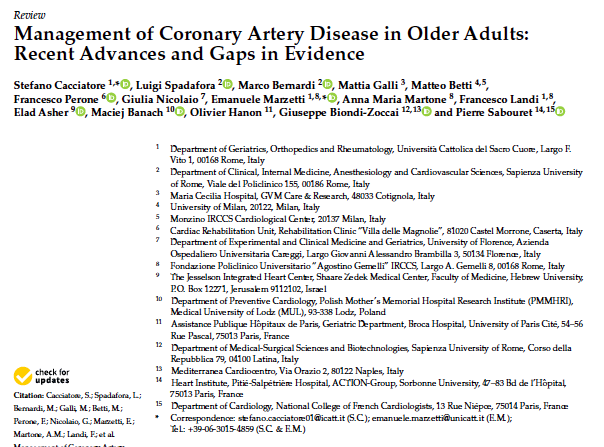 Review
Management of Coronary Artery Disease in Older Adults:
Recent Advances and Gaps in Evidence
Stefano Cacciatore 1,*, Luigi Spadafora 2, Marco Bernardi 2, Mattia Galli 3, Matteo Betti 4,5,
Francesco Perone 6, Giulia Nicolaio 7, Emanuele Marzetti 1,8,*, Anna Maria Martone 8, Francesco Landi 1,8,
Elad Asher 9, Maciej Banach 10, Olivier Hanon 11, Giuseppe Biondi-Zoccai 12,13 and Pierre Sabouret 14,15
1 Department of Geriatrics, Orthopedics and Rheumatology, Università Cattolica del Sacro Cuore, Largo F.
Vito 1, 00168 Rome, Italy
2 Department of Clinical, Internal Medicine, Anesthesiology and Cardiovascular Sciences, Sapienza University
of Rome, Viale del Policlinico 155, 00186 Rome, Italy
3 Maria Cecilia Hospital, GVM Care & Research, 48033 Cotignola, Italy
4 University of Milan, 20122, Milan, Italy
5 Monzino IRCCS Cardiological Center, 20137 Milan, Italy
6 Cardiac Rehabilitation Unit, Rehabilitation Clinic "Villa delle Magnolie", 81020 Castel Morrone, Caserta, Italy
7 Department of Experimental and Clinical Medicine and Geriatrics, University of Florence, Azienda
Ospedaliero Universitaria Careggi, Largo Giovanni Alessandro Brambilla 3, 50134 Florence, Italy
8 Fondazione Policlinico Universitario "Agostino Gemelli" IRCCS, Largo A. Gemelli 8, 00168 Rome, Italy
9 The Jesselson Integrated Heart Center, Shaare Zedek Medical Center, Faculty of Medicine, Hebrew University,
P.O. Box 12271, Jerusalem 9112102, Israel
10 Department of Preventive Cardiology, Polish Mother's Memorial Hospital Research Institute (PMMHRI),
Medical University of Lodz (MUL), 93-338 Lodz, Poland
11 Assistance Publique Hôpitaux de Paris, Geriatric Department, Broca Hospital, University of Paris Cité, 54–56
Rue Pascal, 75013 Paris, France
12 Department of Medical-Surgical Sciences and Biotechnologies, Sapienza University of Rome, Corso della
Repubblica 79, 04100 Latina, Italy
13 Mediterranea Cardiocentro, Via Orazio 2, 80122 Naples, Italy
14 Heart Institute, Pitié-Salpétrière Hospital, ACTION-Group, Sorbonne University, 47–83 Bd de l'Hôpital,
75013 Paris, France
15 Department of Cardiology, National College of French Cardiologists, 13 Rue Niépce, 75014 Paris, France
* Correspondence: stefano.cacciatore01@icatt.it (S.C.); emanuele.marzetti@unicatt.it (E.M.);
Tel.: +39-06-3015-4859 (S.C. & E.M.)
check for
updates
Citation: Cacciatore, S.; Spadafora, L.;
Bernardi, M.; Galli, M.; Betti, M.;
Perone, F.; Nicolaio, G.; Marzetti, E.;
Martone, A.M.; Landi, F.; et al.